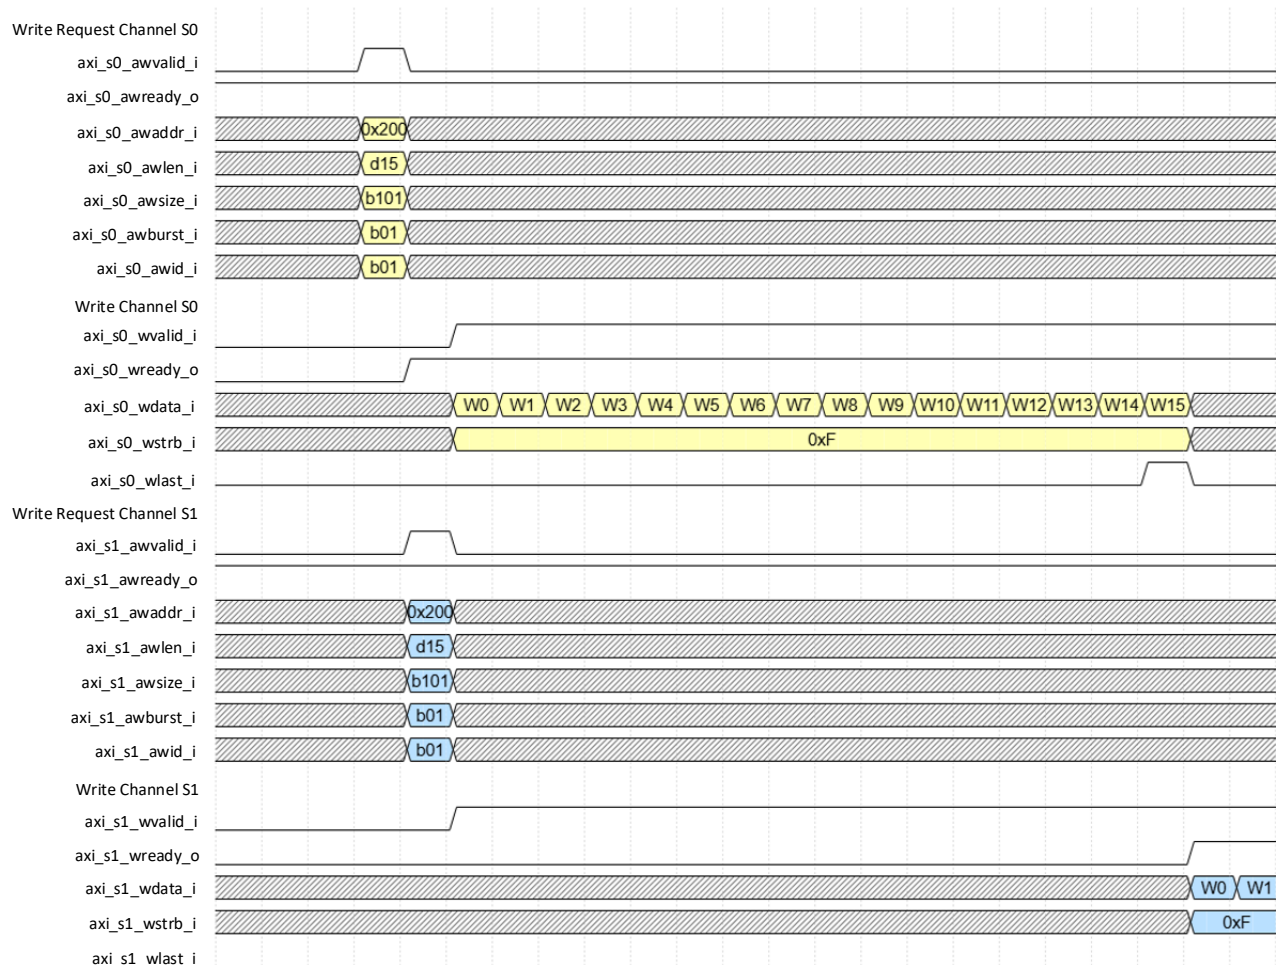 Write Request Channel S0
axi_s0_awvalid_i
axi_s0_awready_o
axi_s0_awaddr_i 0x200
axi_s0_awlen_i d15
axi_s0_awsize_i b101
axi_s0_awburst_i b01
axi_s0_awid_i b01
Write Channel S0
axi_s0_wvalid_i
axi_s0_wready_o
axi_s0_wdata_i W0 W1 W2 W3 W4 W5 W6 W7 W8 W9 W10 W11 W12 W13 W14 W15
axi_s0_wstrb_i 0xF
axi_s0_wlast_i
Write Request Channel S1
axi_s1_awvalid_i
axi_s1_awready_o
axi_s1_awaddr_i 0x200
axi_s1_awlen_i d15
axi_s1_awsize_i b101
axi_s1_awburst_i b01
axi_s1_awid_i b01
Write Channel S1
axi_s1_wvalid_i
axi_s1_wready_o
axi_s1_wdata_i W0 W1
axi_s1_wstrb_i 0xF
axi_s1_wlast_i